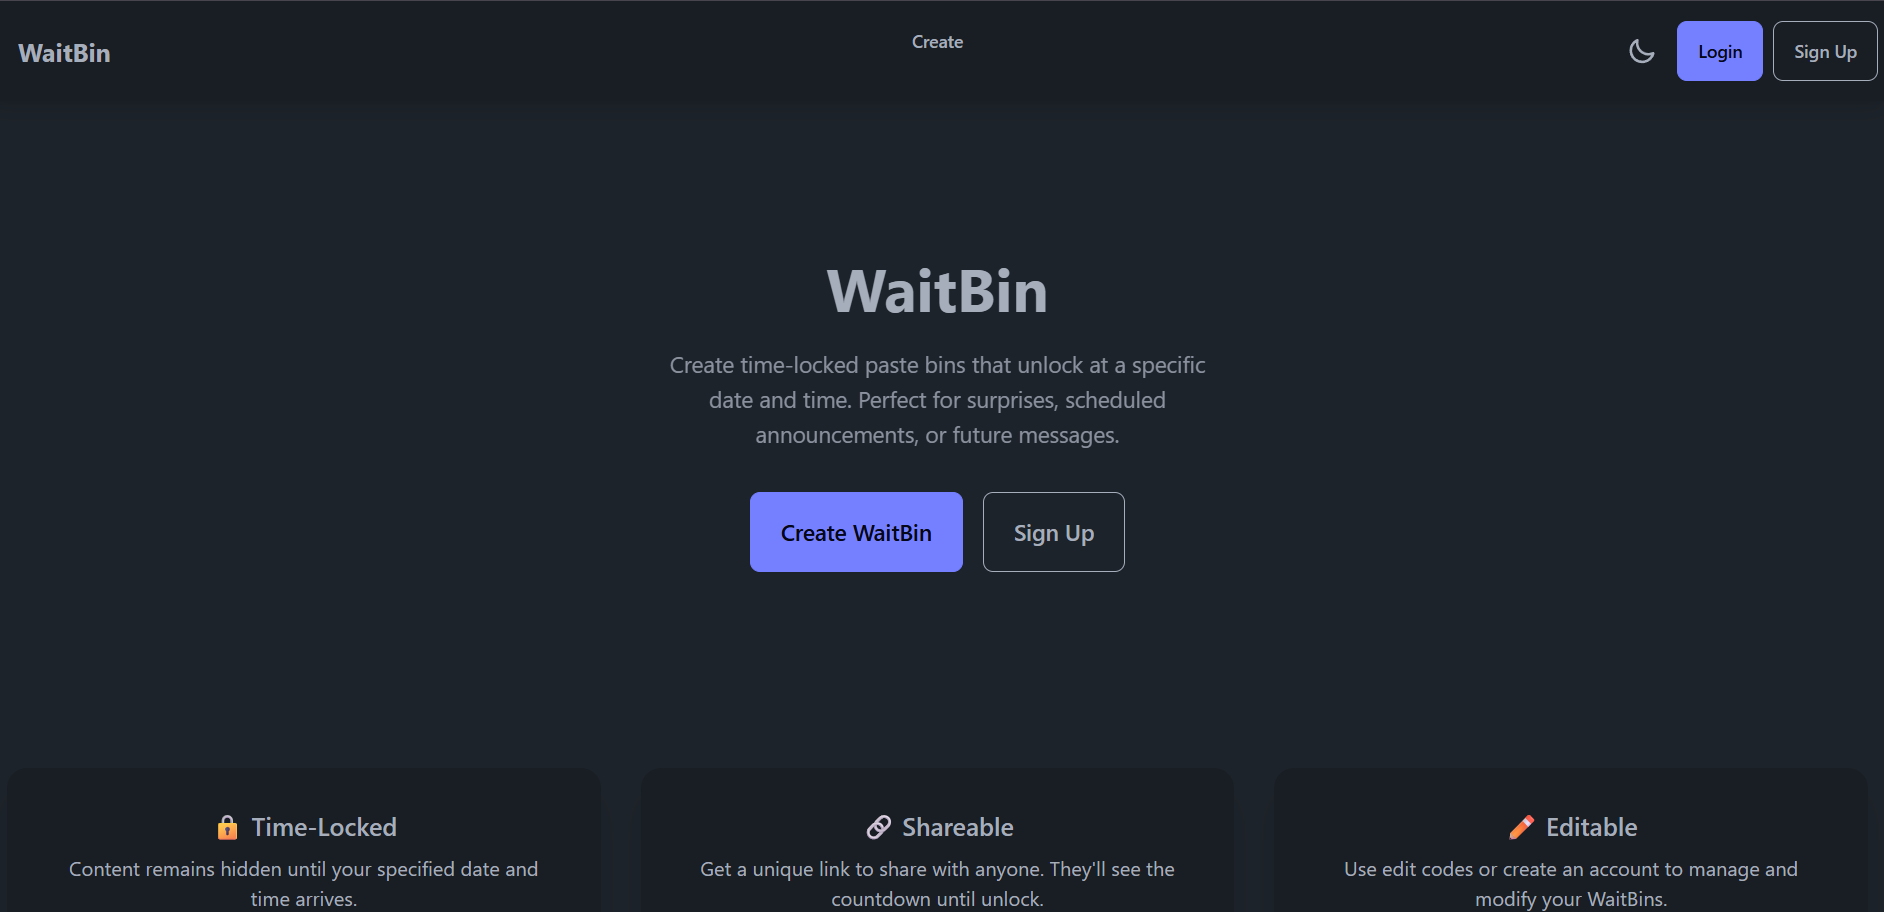 WaitBin
Create
Login
Sign Up
WaitBin
Create time-locked paste bins that unlock at a specific
date and time. Perfect for surprises, scheduled
announcements, or future messages.
Create WaitBin
Sign Up
Time-Locked
Content remains hidden until your specified date and
time arrives.
Shareable
Get a unique link to share with anyone. They'll see the
countdown until unlock.
Editable
Use edit codes or create an account to manage and
modify your WaitBins.